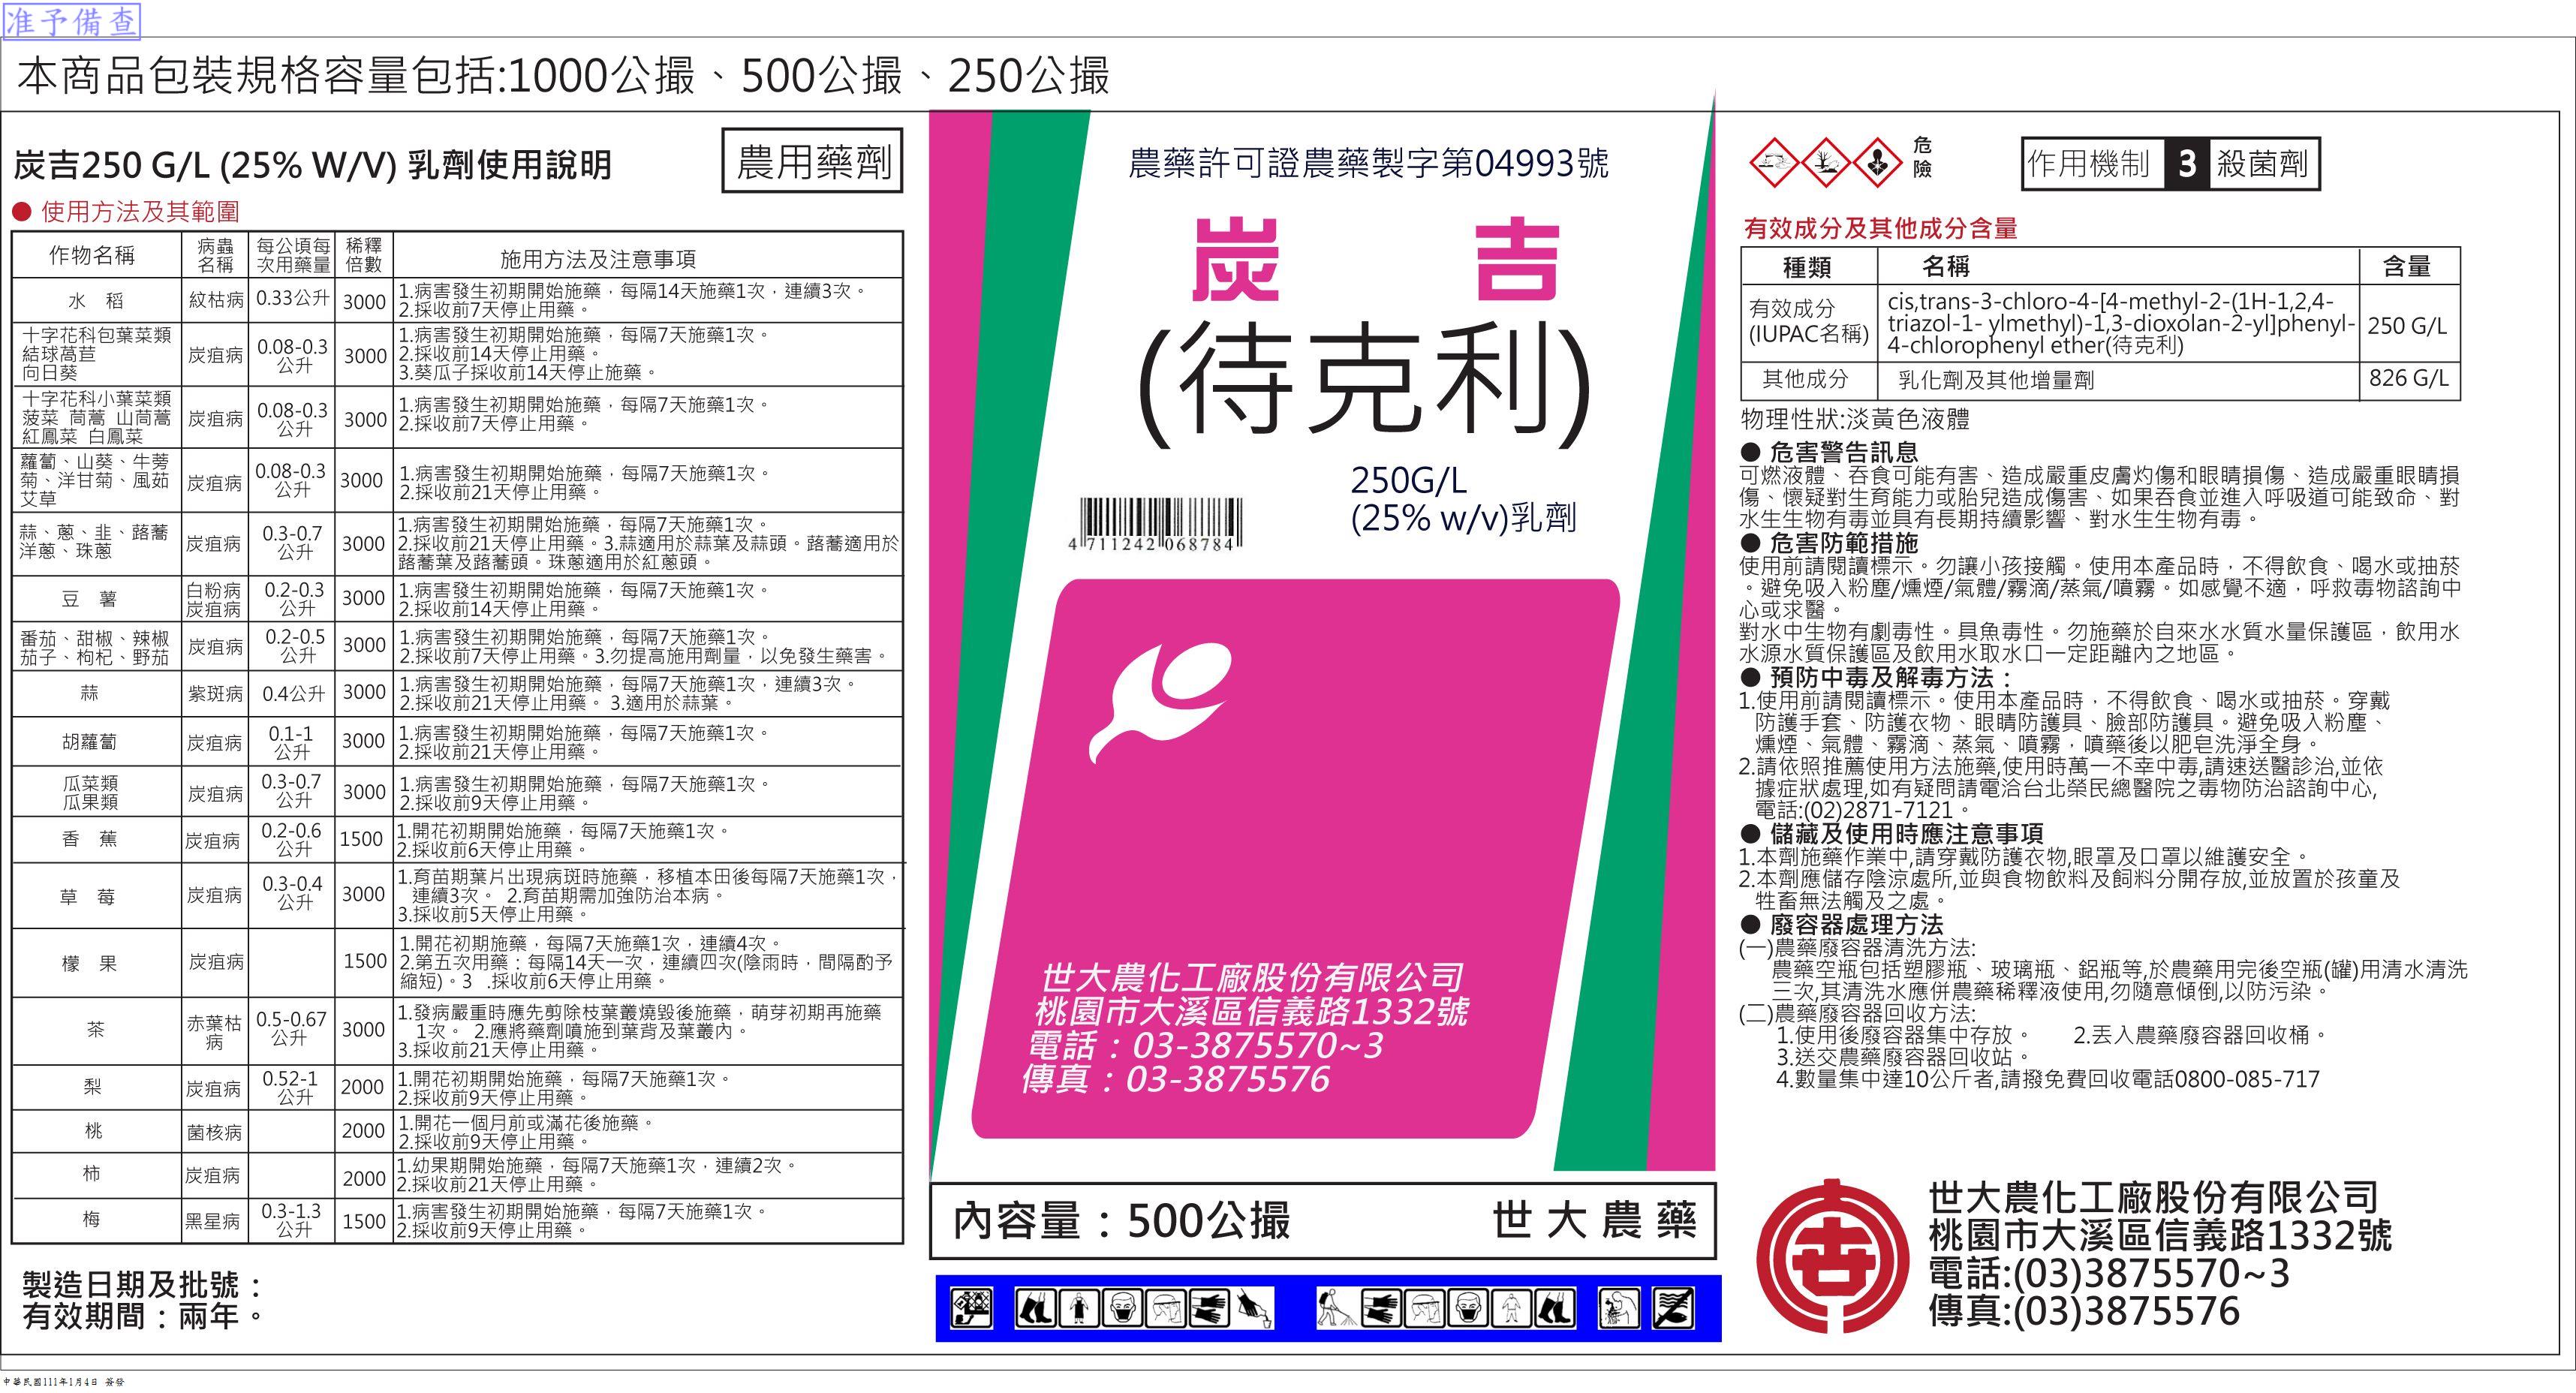 准予備查
本商品包裝規格容量包括:1000公撮、500公撮、250公撮
炭吉250 G/L (25% W/V) 乳劑使用說明
農用藥劑
● 使用方法及其範圍
作物名稱 病蟲名稱 每公頃每次用藥量 稀釋倍數 施用方法及注意事項
水 稻 紋枯病 0.33公升 3000
1.病害發生初期開始施藥，每隔14天施藥1次，連續3次。
2.採收前7天停止用藥。
十字花科包葉菜類
結球萵苣
向日葵
炭疽病 0.08-0.3公升 3000
1.病害發生初期開始施藥，每隔7天施藥1次。
2.採收前14天停止用藥。
3.葵瓜子採收前14天停止施藥。
十字花科小葉菜類
菠菜 茼蒿 山茼蒿
紅鳳菜 白鳳菜
炭疽病 0.08-0.3公升 3000
1.病害發生初期開始施藥，每隔7天施藥1次。
2.採收前7天停止用藥。
蘿蔔、山葵、牛蒡
菊、洋甘菊、風茹
艾草
炭疽病 0.08-0.3公升 3000
1.病害發生初期開始施藥，每隔7天施藥1次。
2.採收前21天停止用藥。
蒜、蔥、韭、蕗蕎
洋蔥、珠蔥
炭疽病 0.3-0.7公升 3000
1.病害發生初期開始施藥，每隔7天施藥1次。
2.採收前21天停止用藥。3.蒜適用於蒜葉及蒜頭。蕗蕎適用於
蕗蕎葉及蕗蕎頭。珠蔥適用於紅蔥頭。
豆 薯 白粉病 炭疽病 0.2-0.3公升 3000
1.病害發生初期開始施藥，每隔7天施藥1次。
2.採收前14天停止用藥。
番茄、甜椒、辣椒
茄子、枸杞、野茄
炭疽病 0.2-0.5公升 3000
1.病害發生初期開始施藥，每隔7天施藥1次。
2.採收前7天停止用藥。3.勿提高施用劑量，以免發生藥害。
蒜 紫斑病 0.4公升 3000
1.病害發生初期開始施藥，每隔7天施藥1次，連續3次。
2.採收前21天停止用藥。 3.適用於蒜葉。
胡蘿蔔 炭疽病 0.1-1公升 3000
1.病害發生初期開始施藥，每隔7天施藥1次。
2.採收前21天停止用藥。
瓜菜類
瓜果類
炭疽病 0.3-0.7公升 3000
1.病害發生初期開始施藥，每隔7天施藥1次。
2.採收前9天停止用藥。
香 蕉 炭疽病 0.2-0.6公升 1500
1.開花初期開始施藥，每隔7天施藥1次。
2.採收前6天停止用藥。
草 莓 炭疽病 0.3-0.4公升 3000
1.育苗期葉片出現病斑時施藥，移植本田後每隔7天施藥1次，
連續3次。 2.育苗期需加強防治本病。
3.採收前5天停止用藥。
檬 果 炭疽病 1500
1.開花初期施藥，每隔7天施藥1次，連續4次。
2.第五次用藥：每隔14天一次，連續四次(陰雨時，間隔酌予
縮短)。3 .採收前6天停止用藥。
茶 赤葉枯病 0.5-0.67公升 3000
1.發病嚴重時應先剪除枝葉叢燒毀後施藥，萌芽初期再施藥
1次。 2.應將藥劑噴施到葉背及葉叢內。
3.採收前21天停止用藥。
梨 炭疽病 0.52-1公升 2000
1.開花初期開始施藥，每隔7天施藥1次。
2.採收前9天停止用藥。
桃 菌核病 2000
1.開花一個月前或滿花後施藥。
2.採收前9天停止用藥。
柿 炭疽病 2000
1.幼果期開始施藥，每隔7天施藥1次，連續2次。
2.採收前21天停止用藥。
梅 黑星病 0.3-1.3公升 1500
1.病害發生初期開始施藥，每隔7天施藥1次。
2.採收前9天停止用藥。
製造日期及批號：
有效期間：兩年。
農藥許可證農藥製字第04993號
炭 吉
(待克利)
250G/L
(25% w/v)乳劑
4 711242 068784
世大農化工廠股份有限公司
桃園市大溪區信義路1332號
電話：03-3875570~3
傳真：03-3875576
內容量：500公撮 世大農藥
危險
作用機制 3 殺菌劑
有效成分及其他成分含量
種類 名稱 含量
有效成分
(IUPAC名稱)
cis,trans-3-chloro-4-[4-methyl-2-(1H-1,2,4-
triazol-1- ylmethyl)-1,3-dioxolan-2-yl]phenyl-
4-chlorophenyl ether(待克利)
250 G/L
其他成分 乳化劑及其他增量劑 826 G/L
物理性狀:淡黃色液體
● 危害警告訊息
可燃液體、吞食可能有害、造成嚴重皮膚灼傷和眼睛損傷、造成嚴重眼睛損
傷、懷疑對生育能力或胎兒造成傷害、如果吞食並進入呼吸道可能致命、對
水生生物有毒並具有長期持續影響、對水生生物有毒。
● 危害防範措施
使用前請閱讀標示。勿讓小孩接觸。使用本產品時，不得飲食、喝水或抽菸
。避免吸入粉塵/燻煙/氣體/霧滴/蒸氣/噴霧。如感覺不適，呼救毒物諮詢中
心或求醫。
對水中生物有劇毒性。具魚毒性。勿施藥於自來水水質水量保護區，飲用水
水源水質保護區及飲用水取水口一定距離內之地區。
● 預防中毒及解毒方法：
1.使用前請閱讀標示。使用本產品時，不得飲食、喝水或抽菸。穿戴
防護手套、防護衣物、眼睛防護具、臉部防護具。避免吸入粉塵、
燻煙、氣體、霧滴、蒸氣、噴霧，噴藥後以肥皂洗淨全身。
2.請依照推薦使用方法施藥,使用時萬一不幸中毒,請速送醫診治,並依
據症狀處理,如有疑問請電洽台北榮民總醫院之毒物防治諮詢中心,
電話:(02)2871-7121。
● 儲藏及使用時應注意事項
1.本劑施藥作業中,請穿戴防護衣物,眼罩及口罩以維護安全。
2.本劑應儲存陰涼處所,並與食物飲料及飼料分開存放,並放置於孩童及
牲畜無法觸及之處。
● 廢容器處理方法
(一)農藥廢容器清洗方法:
農藥空瓶包括塑膠瓶、玻璃瓶、鋁瓶等,於農藥用完後空瓶(罐)用清水清洗
三次,其清洗水應併農藥稀釋液使用,勿隨意傾倒,以防污染。
(二)農藥廢容器回收方法:
1.使用後廢容器集中存放。 2.丟入農藥廢容器回收桶。
3.送交農藥廢容器回收站。
4.數量集中達10公斤者,請撥免費回收電話0800-085-717
世大農化工廠股份有限公司
桃園市大溪區信義路1332號
電話:(03)3875570~3
傳真:(03)3875576
中華民國111年1月4日 簽發